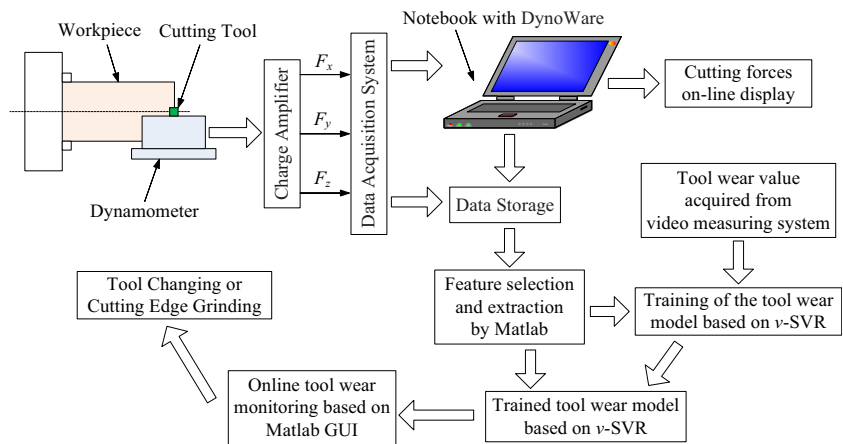 Workpiece
Cutting Tool
Dynamometer
Charge Amplifier
Fx
Fy
Fz
Data Acquisition System
Notebook with DynoWare
Cutting forces
on-line display
Data Storage
Tool wear value
acquired from
video measuring system
Feature selection
and extraction
by Matlab
Training of the tool wear
model based on v-SVR
Tool Changing or
Cutting Edge Grinding
Online tool wear
monitoring based on
Matlab GUI
Trained tool wear model
based on v-SVR